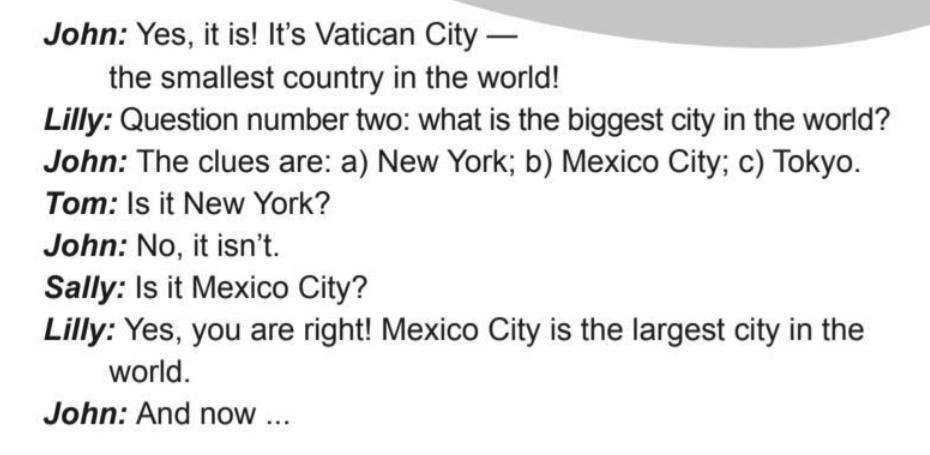 John: Yes, it is! It’s Vatican City —
the smallest country in the world!
Lilly: Question number two: what is the biggest city in the world?
John: The clues are: a) New York; b) Mexico City; c) Tokyo.
Tom: Is it New York?
John: No, it isn’t.
Sally: Is it Mexico City?
Lilly: Yes, you are right! Mexico City is the largest city in the
world.
John: And now ...